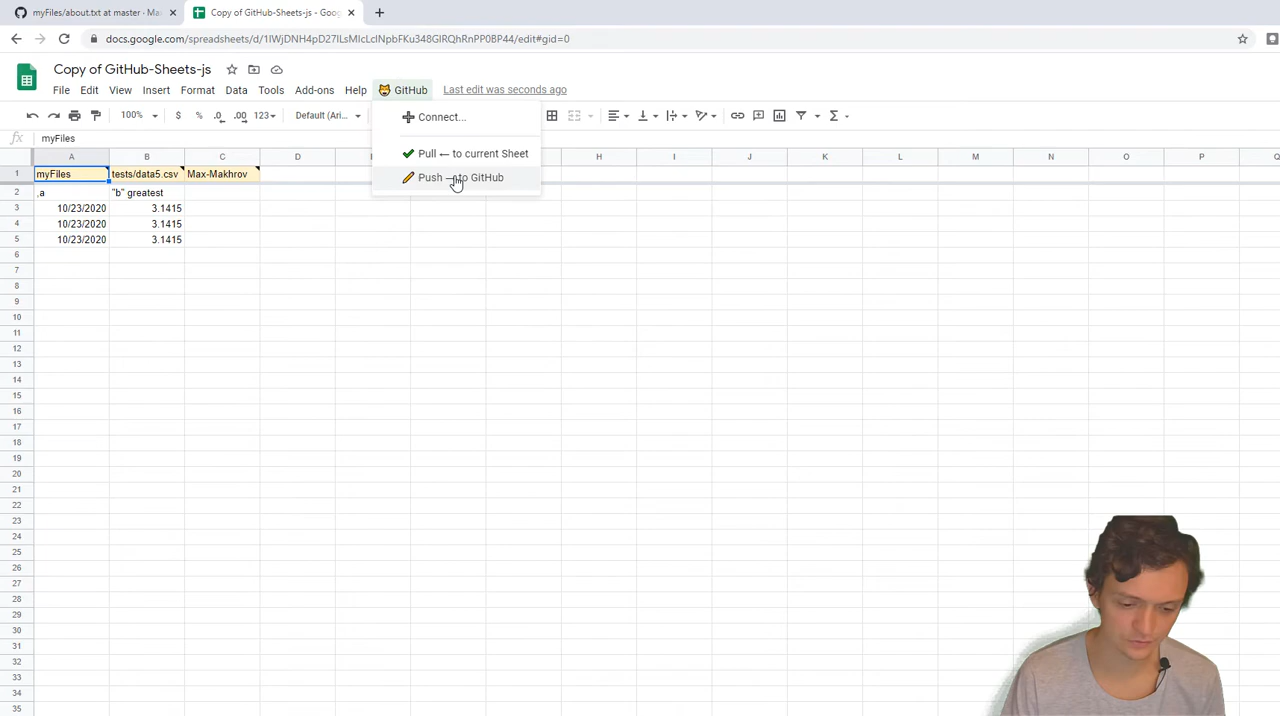 myFiles/about.txt at master · Max
Copy of GitHub-Sheets-js - Goog
docs.google.com/spreadsheets/d/1IWjDNH4pD27ILsMIcLclNpbFKu348GIRQhRnPP0BP44/edit#gid=0
Copy of GitHub-Sheets-js
File Edit View Insert Format Data Tools Add-ons Help GitHub Last edit was seconds ago
100% $ % .0 .00 123 Default (Ari...
Connect...
fx myFiles
Pull ← to current Sheet
A B C D H I J K L M N O P Q
1 myFiles tests/data5.csv Max-Makhrov
Push → to GitHub
2 ,a "b" greatest
3 10/23/2020 3.1415
4 10/23/2020 3.1415
5 10/23/2020 3.1415
6
7
8
9
10
11
12
13
14
15
16
17
18
19
20
21
22
23
24
25
26
27
28
29
30
31
32
33
34
35